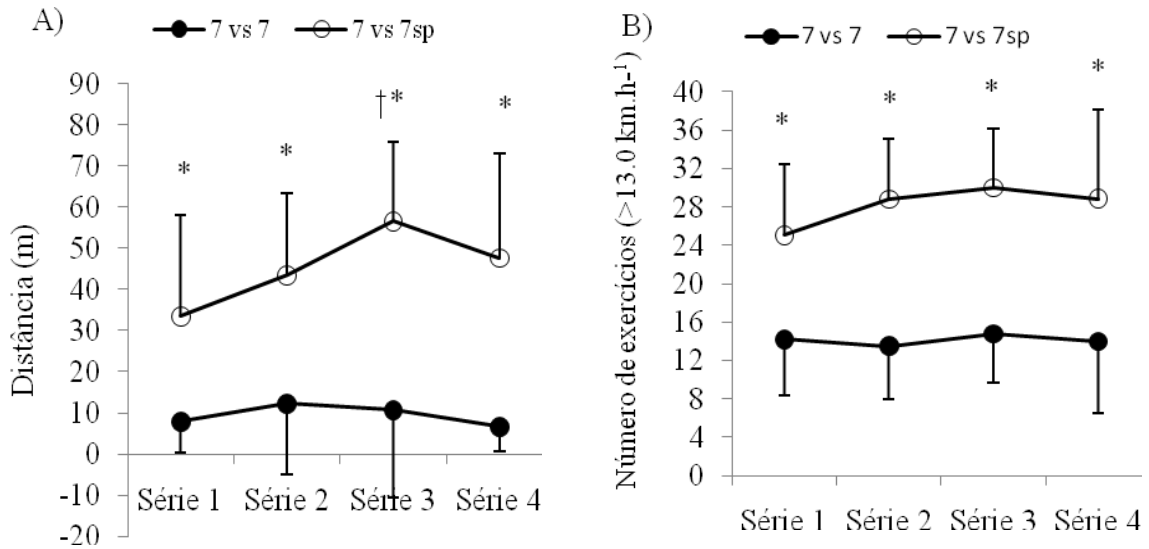 A)
7 vs 7
7 vs 7sp
Distância (m)
90
80
70
60
50
40
30
20
10
0
-10
-20
*
*
†*
*
Série 1
Série 2
Série 3
Série 4
B)
7 vs 7
7 vs 7sp
Número de exercícios (>13.0 km.h-¹)
40
36
32
28
24
20
16
12
8
4
0
*
*
*
*
Série 1
Série 2
Série 3
Série 4